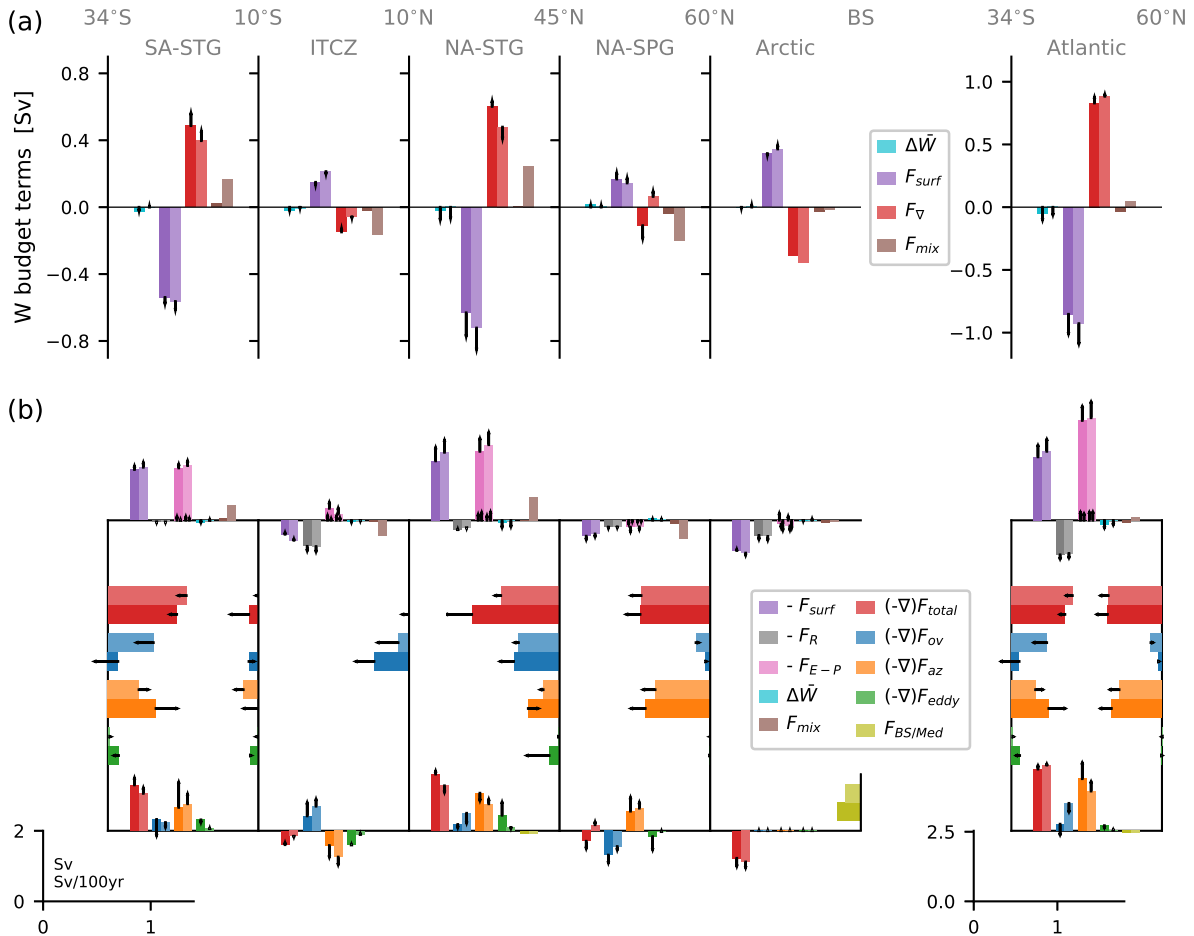 (a)
34°S 10°S 10°N 45°N 60°N BS 34°S 60°N
SA-STG ITCZ NA-STG NA-SPG Arctic Atlantic
W budget terms [Sv]
0.8
0.4
0.0
−0.4
−0.8
ΔW̄
F_surf
F_∇
F_mix
1.0
0.5
0.0
−0.5
−1.0
(b)
- F_surf
- F_R
- F_E−P
ΔW̄
F_mix
(-∇)F_total
(-∇)F_ov
(-∇)F_az
(-∇)F_eddy
F_BS/Med
2
Sv
Sv/100yr
0
0 1
2.5
0.0
0 1